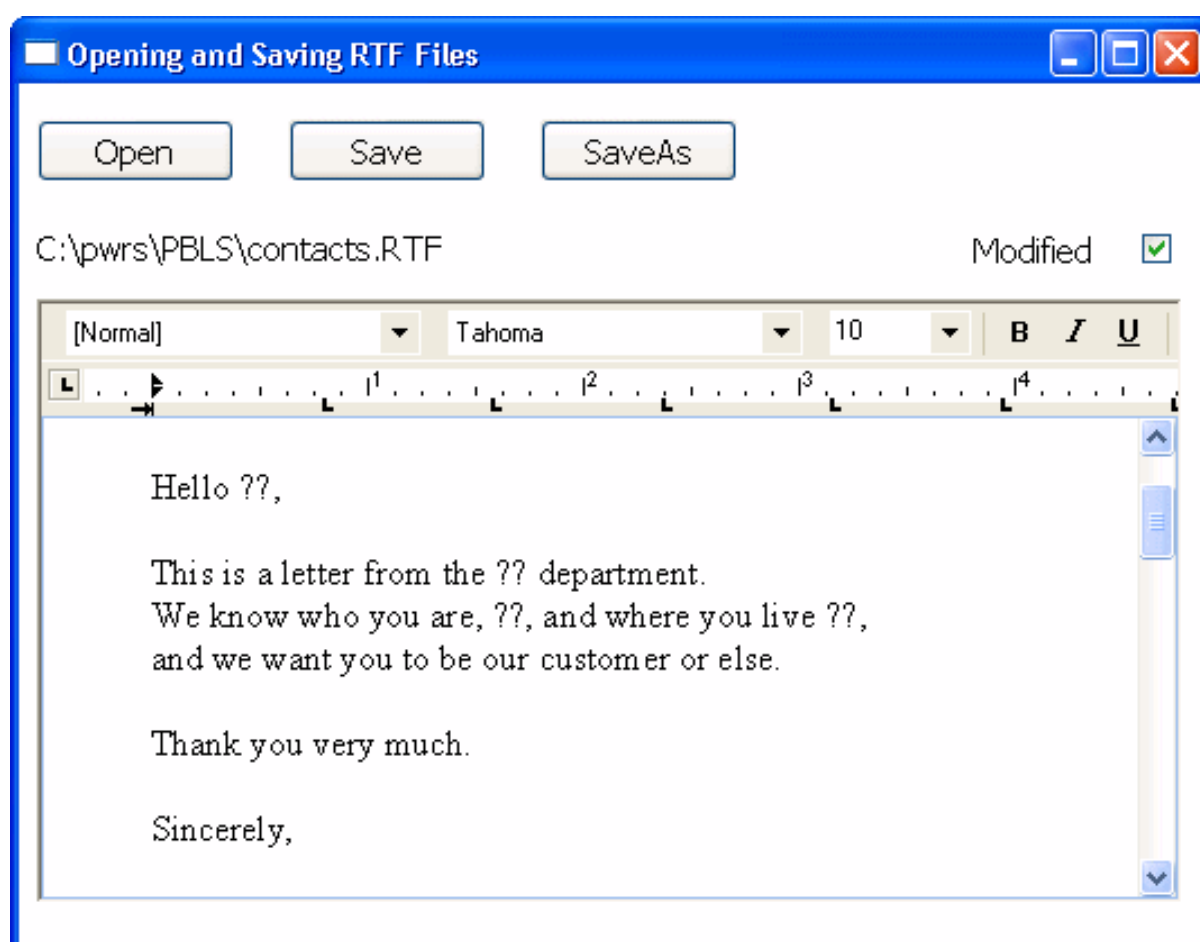 Opening and Saving RTF Files
Open Save SaveAs
C:\pwrs\PBLS\contacts.RTF Modified
[Normal] Tahoma 10 B I U
L 1 2 3 4
Hello ??,
This is a letter from the ?? department.
We know who you are, ??, and where you live ??,
and we want you to be our customer or else.
Thank you very much.
Sincerely,